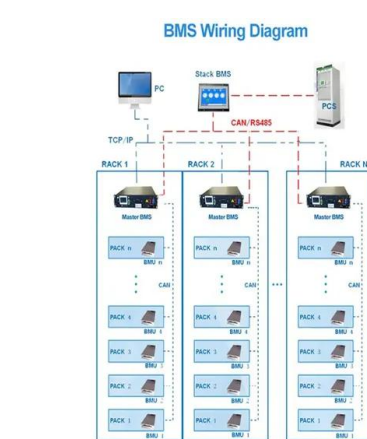 BMS Wiring Diagram
Stack BMS
PC
PCS
CAN/RS485
TCP/IP
RACK 1
RACK 2
RACK N
Master BMS
Master BMS
Master BMS
PACK n
BMU n
PACK n
BMU n
PACK n
BMU n
CAN
CAN
...
CAN
PACK 4
BMU 4
PACK 4
BMU 4
PACK 4
BMU 4
PACK 3
BMU 3
PACK 3
BMU 3
PACK 3
BMU 3
PACK 2
BMU 2
PACK 2
BMU 2
PACK 2
BMU 2
PACK 1
BMU 1
PACK 1
BMU 1
PACK 1
BMU 1